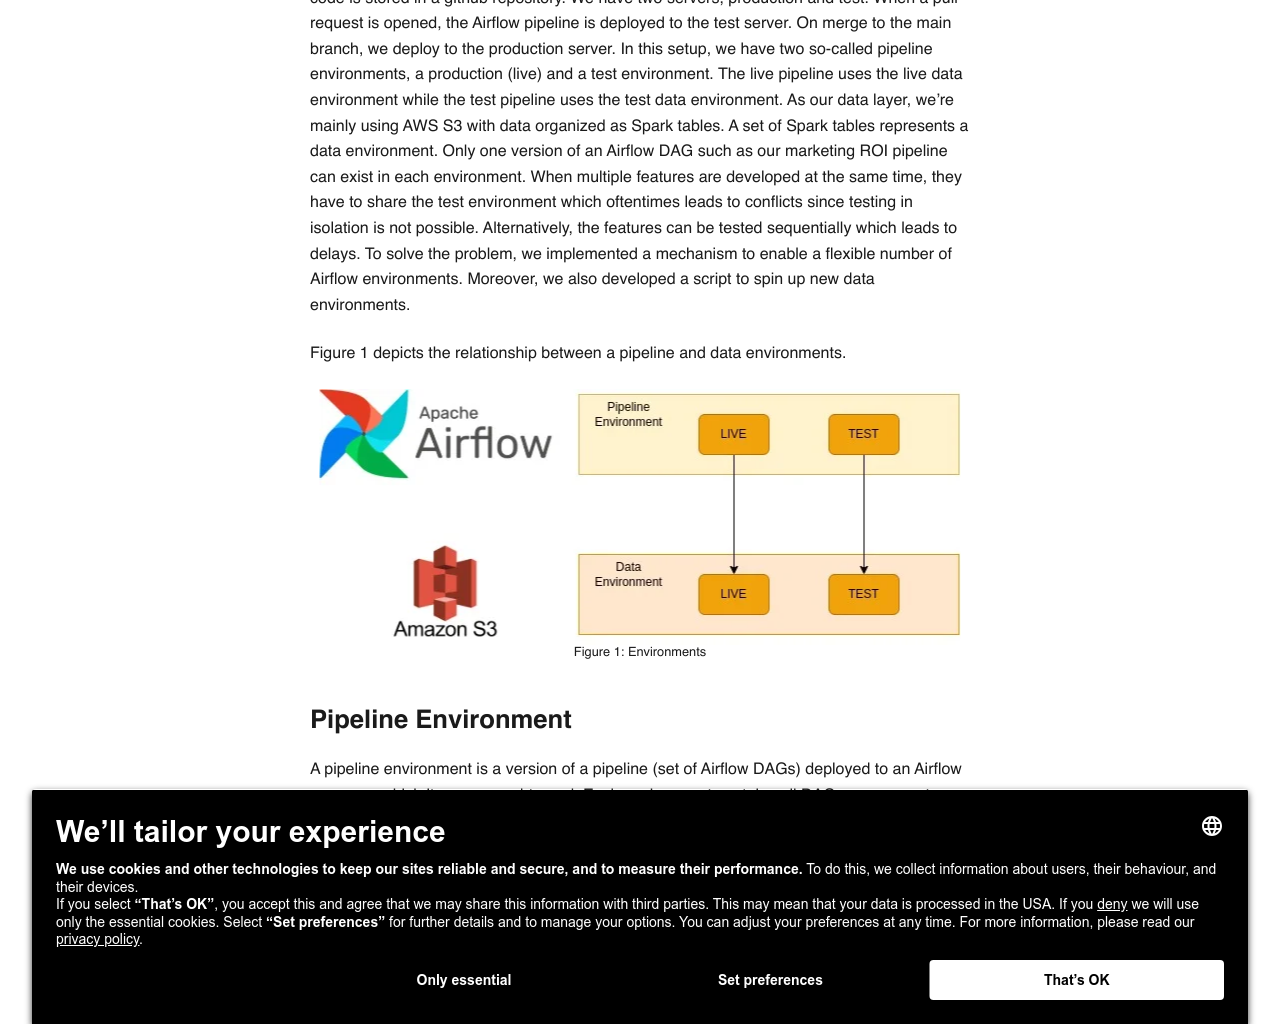 request is opened, the Airflow pipeline is deployed to the test server. On merge to the main
branch, we deploy to the production server. In this setup, we have two so-called pipeline
environments, a production (live) and a test environment. The live pipeline uses the live data
environment while the test pipeline uses the test data environment. As our data layer, we’re
mainly using AWS S3 with data organized as Spark tables. A set of Spark tables represents a
data environment. Only one version of an Airflow DAG such as our marketing ROI pipeline
can exist in each environment. When multiple features are developed at the same time, they
have to share the test environment which oftentimes leads to conflicts since testing in
isolation is not possible. Alternatively, the features can be tested sequentially which leads to
delays. To solve the problem, we implemented a mechanism to enable a flexible number of
Airflow environments. Moreover, we also developed a script to spin up new data
environments.
Figure 1 depicts the relationship between a pipeline and data environments.
Apache
Airflow
Pipeline
Environment
LIVE
TEST
Data
Environment
LIVE
TEST
Amazon S3
Figure 1: Environments
Pipeline Environment
A pipeline environment is a version of a pipeline (set of Airflow DAGs) deployed to an Airflow
We’ll tailor your experience
We use cookies and other technologies to keep our sites reliable and secure, and to measure their performance. To do this, we collect information about users, their behaviour, and
their devices.
If you select “That’s OK”, you accept this and agree that we may share this information with third parties. This may mean that your data is processed in the USA. If you deny we will use
only the essential cookies. Select “Set preferences” for further details and to manage your options. You can adjust your preferences at any time. For more information, please read our
privacy policy.
Only essential
Set preferences
That’s OK